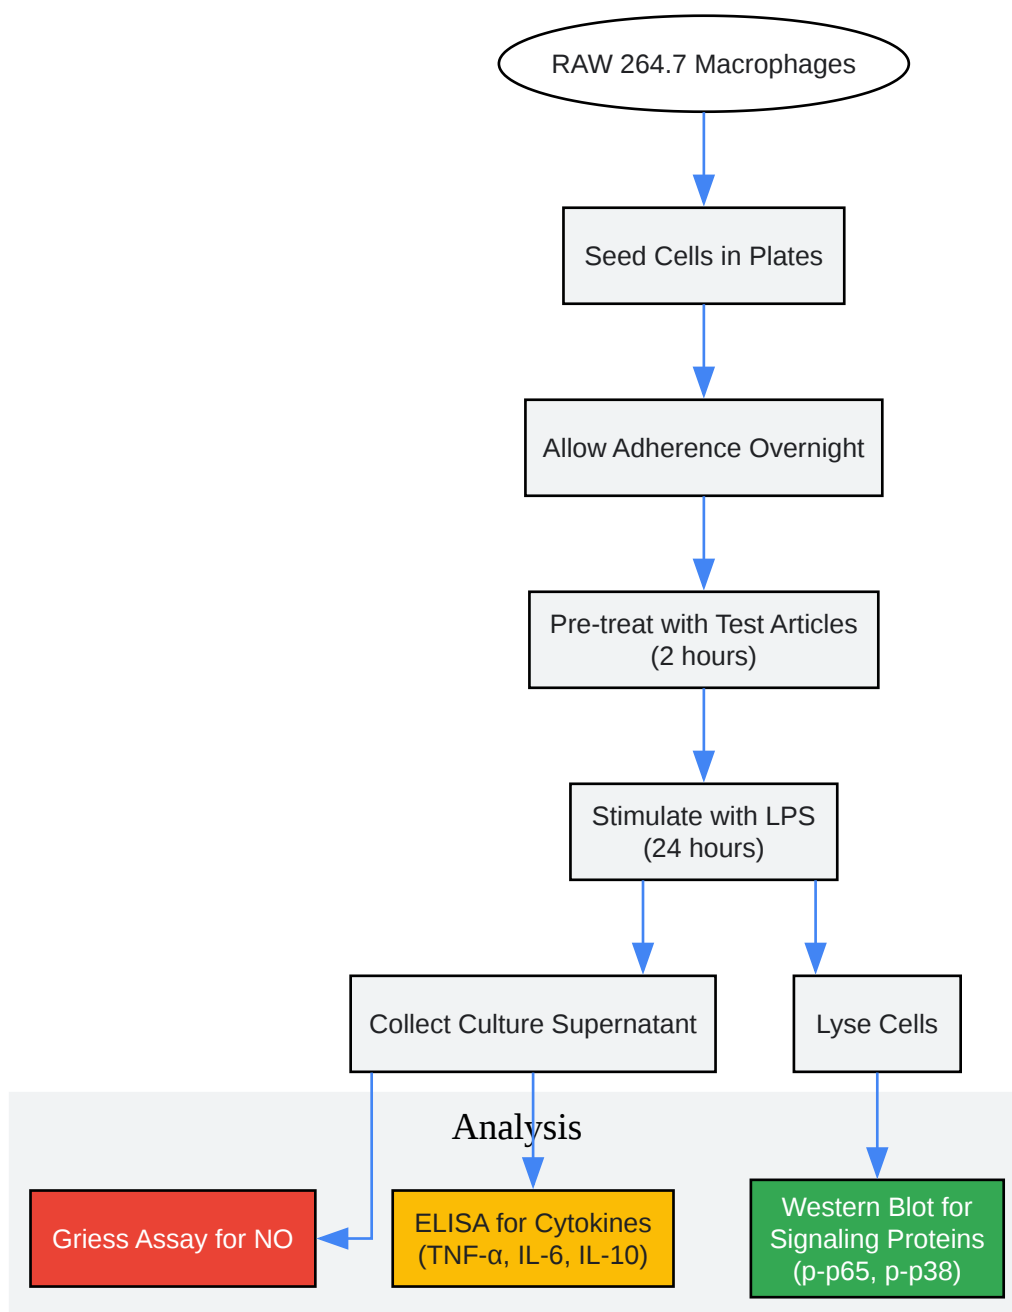 RAW 264.7 Macrophages
Seed Cells in Plates
Allow Adherence Overnight
Pre-treat with Test Articles
(2 hours)
Stimulate with LPS
(24 hours)
Collect Culture Supernatant
Lyse Cells
Analysis
Griess Assay for NO
ELISA for Cytokines
(TNF-α, IL-6, IL-10)
Western Blot for
Signaling Proteins
(p-p65, p-p38)